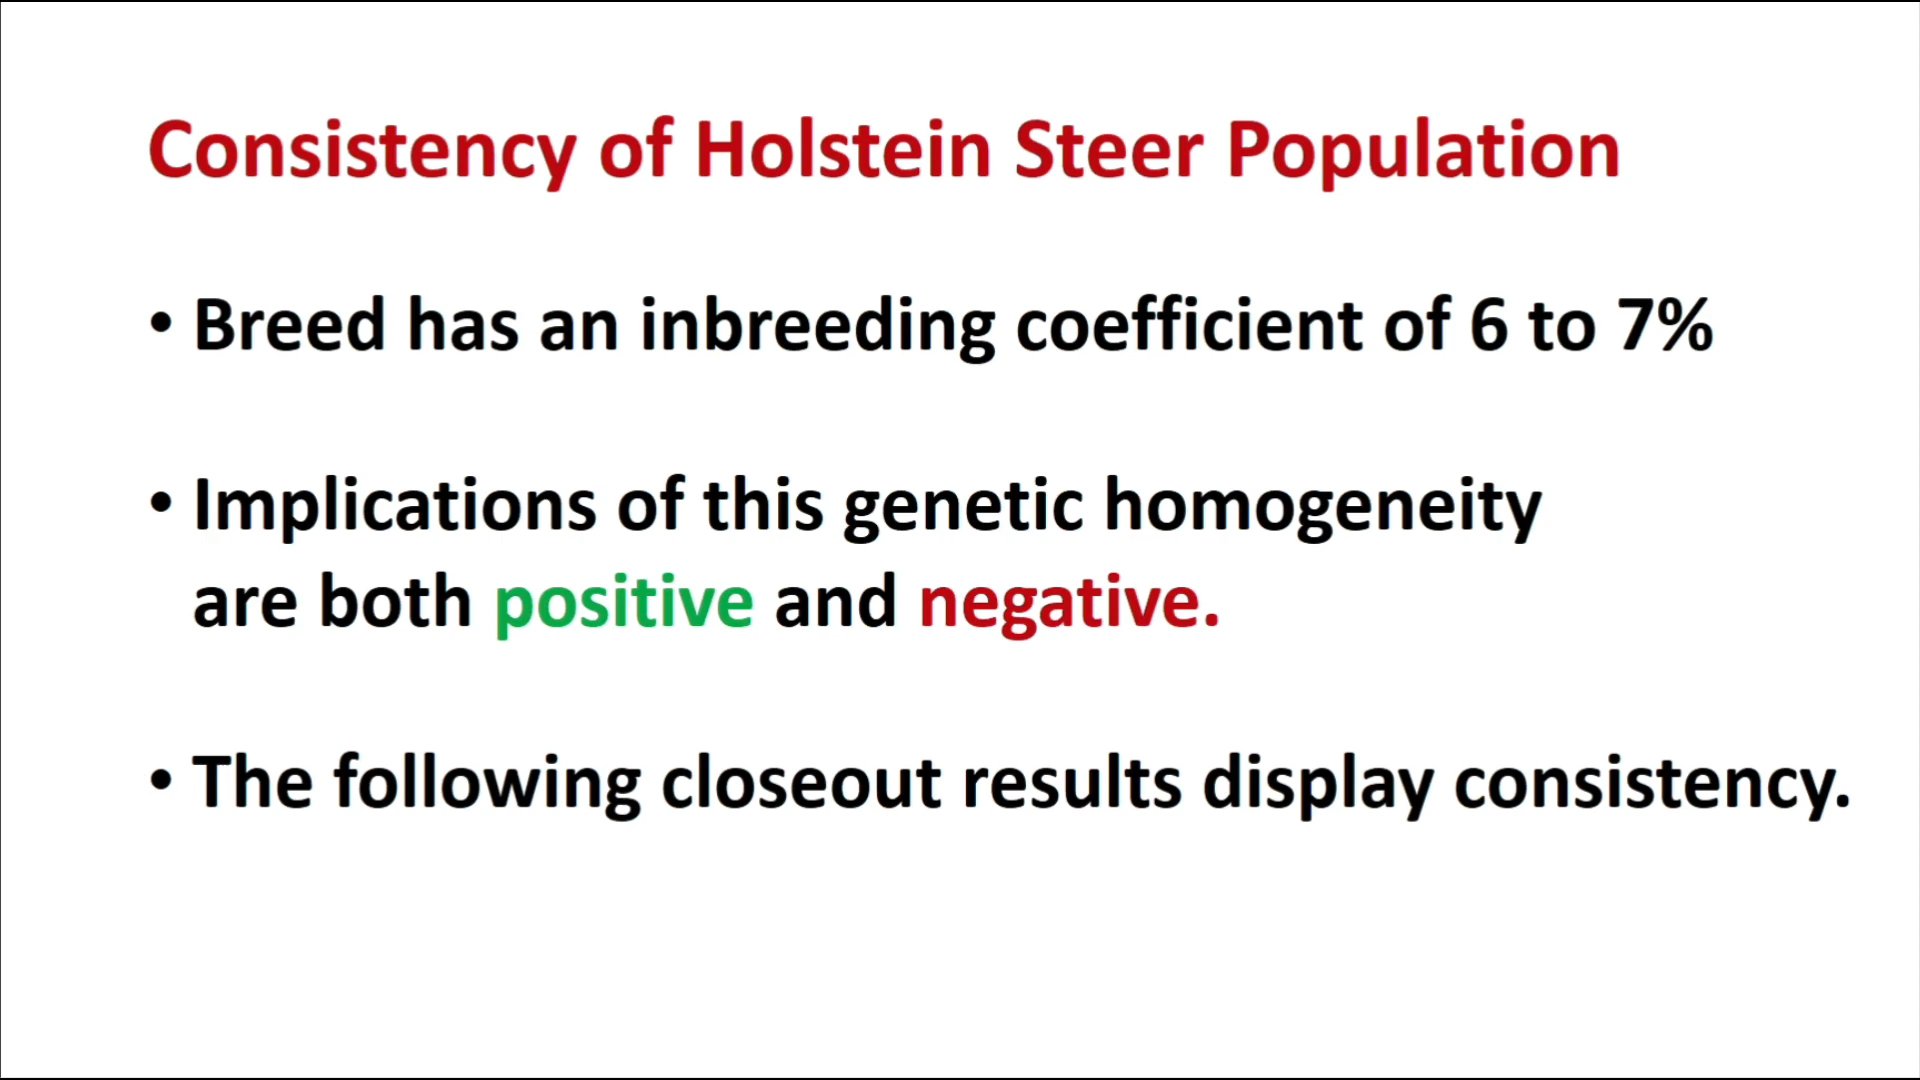 Consistency of Holstein Steer Population
• Breed has an inbreeding coefficient of 6 to 7%
• Implications of this genetic homogeneity
are both positive and negative.
• The following closeout results display consistency.